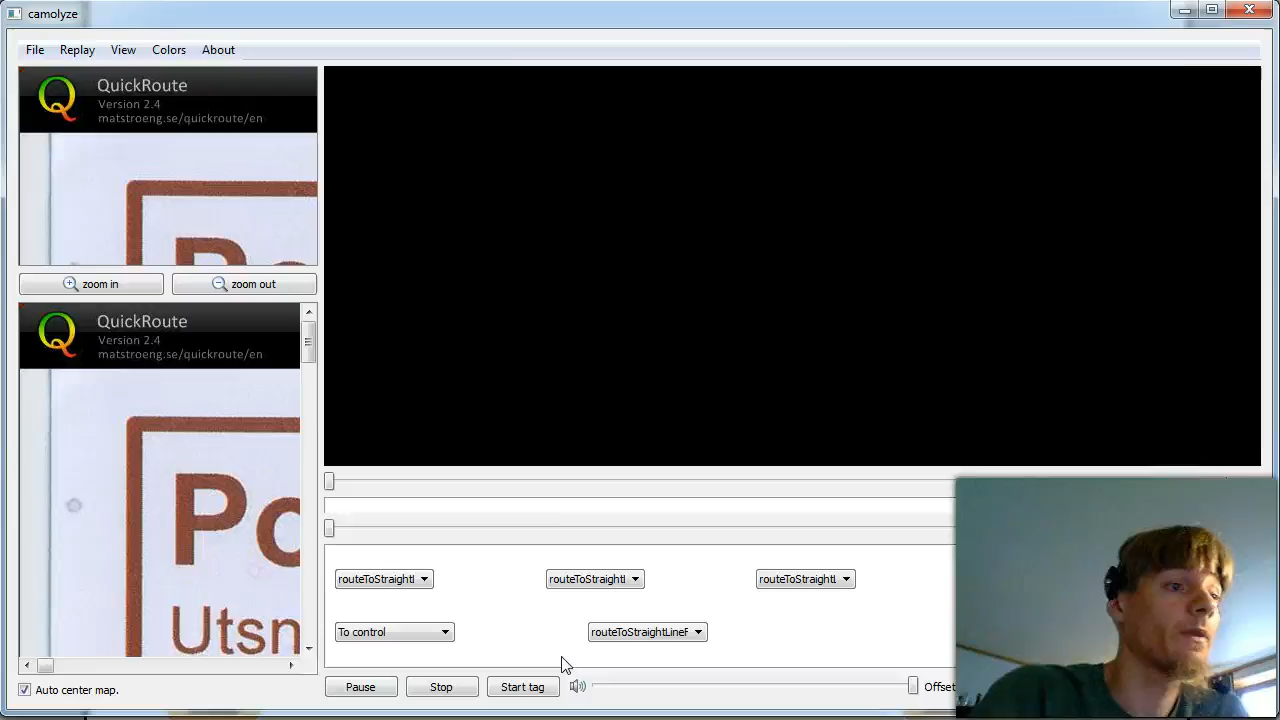 camolyze
File Replay View Colors About
Q QuickRoute
Version 2.4
matstroeng.se/quickroute/en
zoom in zoom out
Q QuickRoute
Version 2.4
matstroeng.se/quickroute/en
Po
Utsn
Auto center map.
routeToStraightl routeToStraightl routeToStraightl
To control routeToStraightLineF
Pause Stop Start tag Offset